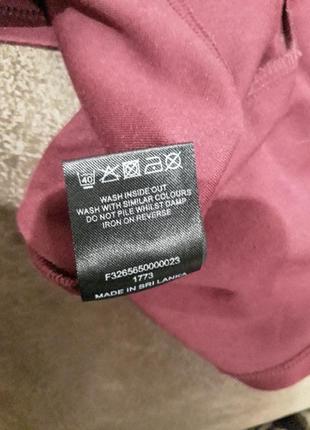 40
WASH INSIDE OUT
WASH WITH SIMILAR COLOURS
DO NOT PILE WHILST DAMP
IRON ON REVERSE
F3265650000023
1773
MADE IN SRI LANKA